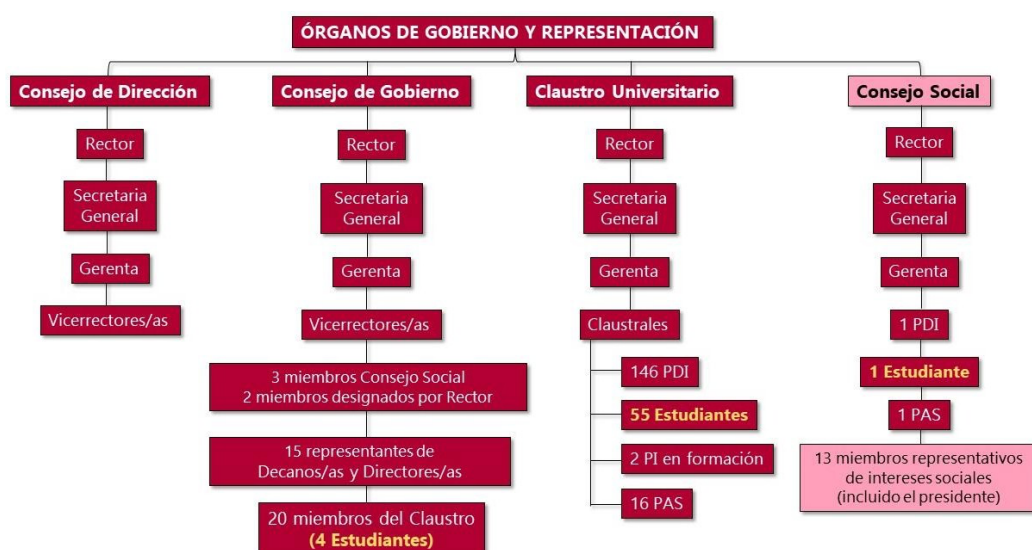 ÓRGANOS DE GOBIERNO Y REPRESENTACIÓN
Consejo de Dirección
Rector
Secretaria
General
Gerenta
Vicerrectores/as
Consejo de Gobierno
Rector
Secretaria
General
Gerenta
Vicerrectores/as
3 miembros Consejo Social
2 miembros designados por Rector
15 representantes de
Decanos/as y Directores/as
20 miembros del Claustro
(4 Estudiantes)
Claustro Universitario
Rector
Secretaria
General
Gerenta
Claustrales
146 PDI
55 Estudiantes
2 PI en formación
16 PAS
Consejo Social
Rector
Secretaria
General
Gerenta
1 PDI
1 Estudiante
1 PAS
13 miembros representativos
de intereses sociales
(incluido el presidente)